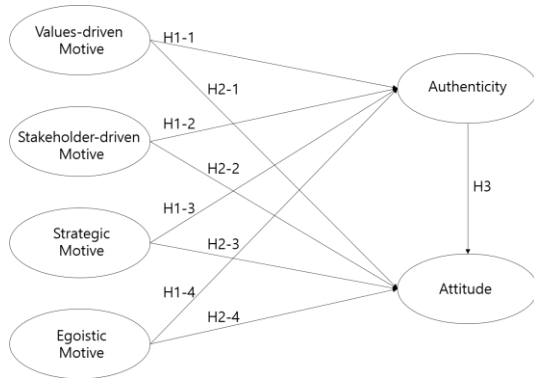 Values-driven
Motive
H1-1
H2-1
Authenticity
Stakeholder-driven
Motive
H1-2
H2-2
H1-3
H3
Strategic
Motive
H2-3
H1-4
Attitude
H2-4
Egoistic
Motive